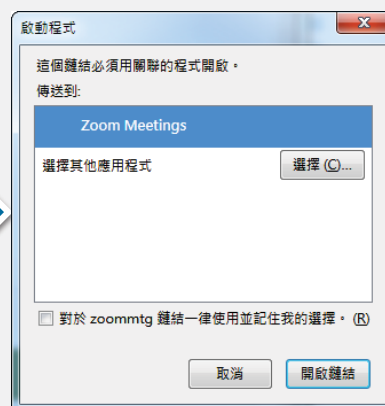 啟動程式
這個鏈結必須用關聯的程式開啟。
傳送到:
Zoom Meetings
選擇其他應用程式
選擇 (C)...
對於 zoommtg 鏈結一律使用並記住我的選擇。 (R)
取消
開啟鏈結